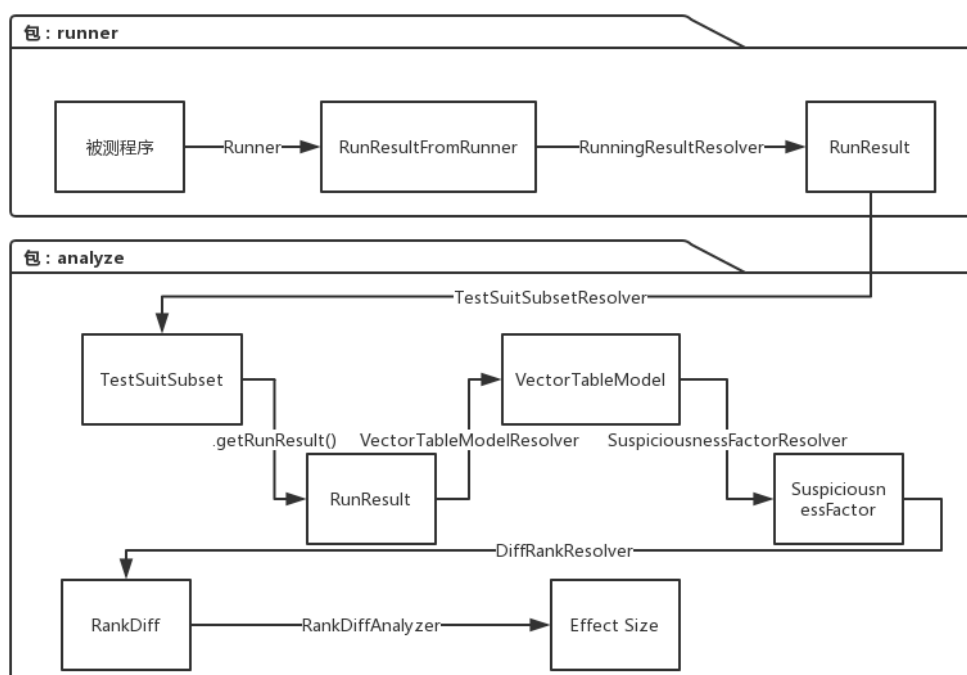 包：runner
被测程序
Runner
RunResultFromRunner
RunningResultResolver
RunResult
包：analyze
TestSuitSubsetResolver
TestSuitSubset
VectorTableModel
.getRunResult()
VectorTableModelResolver
SuspiciousnessFactorResolver
RunResult
Suspiciousn
essFactor
DiffRankResolver
RankDiff
RankDiffAnalyzer
Effect Size